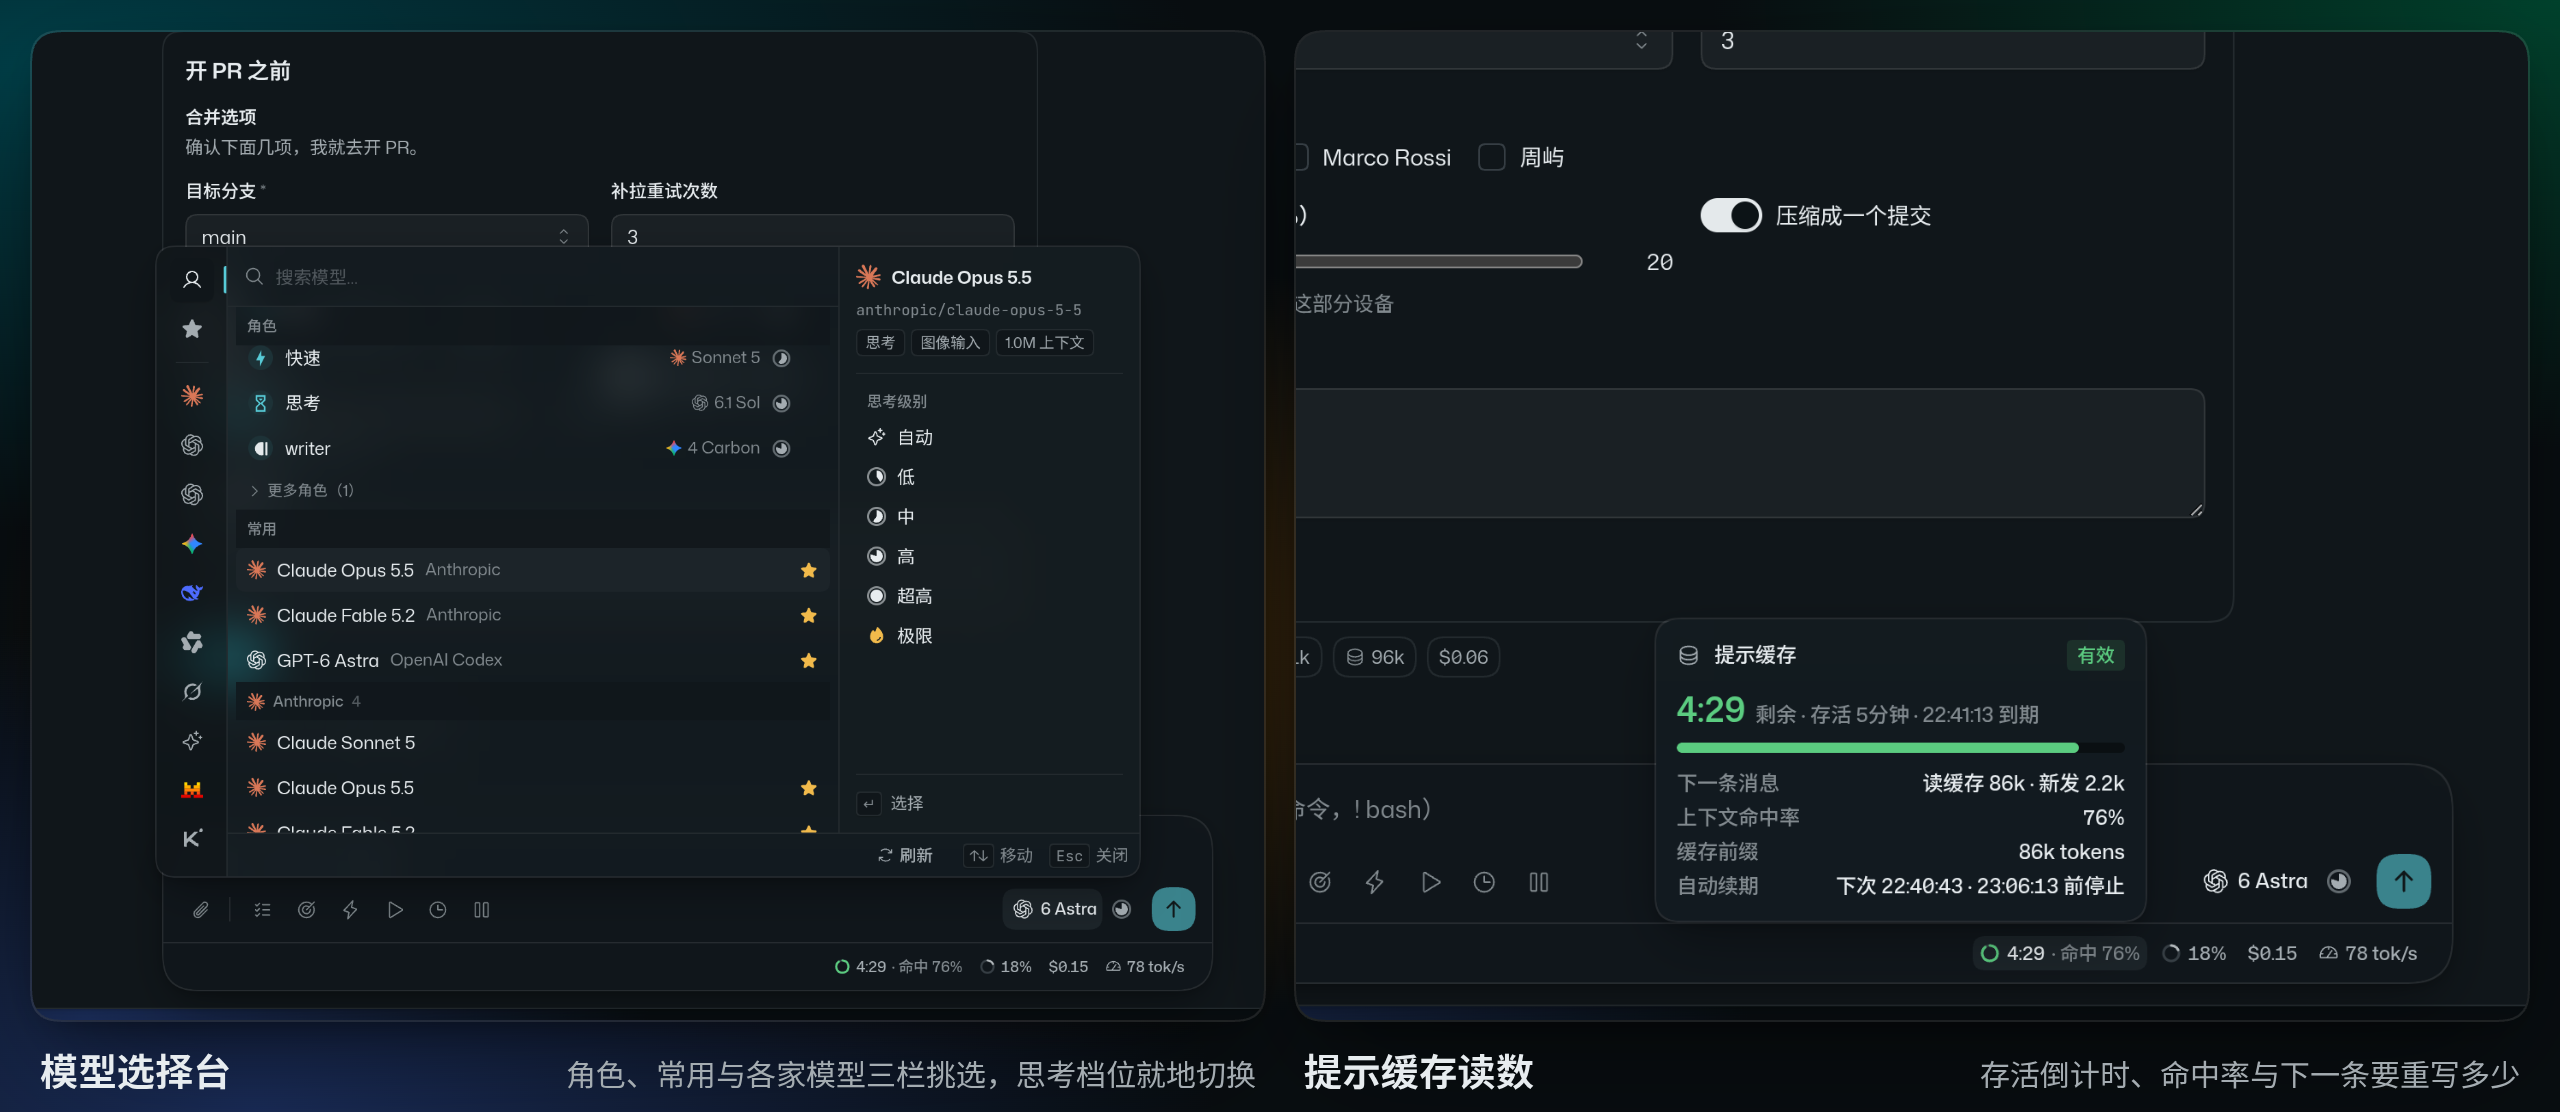 开 PR 之前
合并选项
确认下面几项，我就去开 PR。
目标分支 *
补拉重试次数
main
3
搜索模型...
角色
快速
Sonnet 5
思考
6.1 Sol
writer
4 Carbon
更多角色（1）
常用
Claude Opus 5.5 Anthropic
Claude Fable 5.2 Anthropic
GPT-6 Astra OpenAI Codex
Anthropic 4
Claude Sonnet 5
Claude Opus 5.5
Claude Fable 5.2
Claude Opus 5.5
anthropic/claude-opus-5-5
思考 图像输入 1.0M 上下文
思考级别
自动
低
中
高
超高
极限
↵ 选择
刷新 ↑↓ 移动 Esc 关闭
6 Astra
4:29 · 命中 76% 18% $0.15 78 tok/s
模型选择台
角色、常用与各家模型三栏挑选，思考档位就地切换
3
Marco Rossi 周屿
压缩成一个提交
20
这部分设备
96k $0.06
提示缓存 有效
4:29 剩余 · 存活 5分钟 · 22:41:13 到期
下一条消息 读缓存 86k · 新发 2.2k
上下文命中率 76%
缓存前缀 86k tokens
自动续期 下次 22:40:43 · 23:06:13 前停止
命令，! bash）
6 Astra
4:29 · 命中 76% 18% $0.15 78 tok/s
提示缓存读数
存活倒计时、命中率与下一条要重写多少